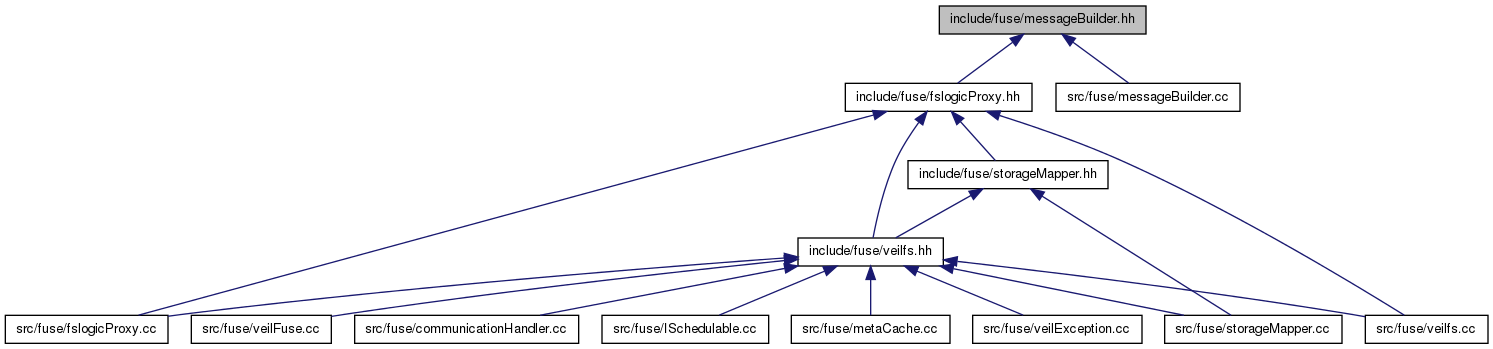 include/fuse/messageBuilder.hh
include/fuse/fslogicProxy.hh
src/fuse/messageBuilder.cc
include/fuse/storageMapper.hh
include/fuse/veilfs.hh
src/fuse/fslogicProxy.cc
src/fuse/veilFuse.cc
src/fuse/communicationHandler.cc
src/fuse/ISchedulable.cc
src/fuse/metaCache.cc
src/fuse/veilException.cc
src/fuse/storageMapper.cc
src/fuse/veilfs.cc